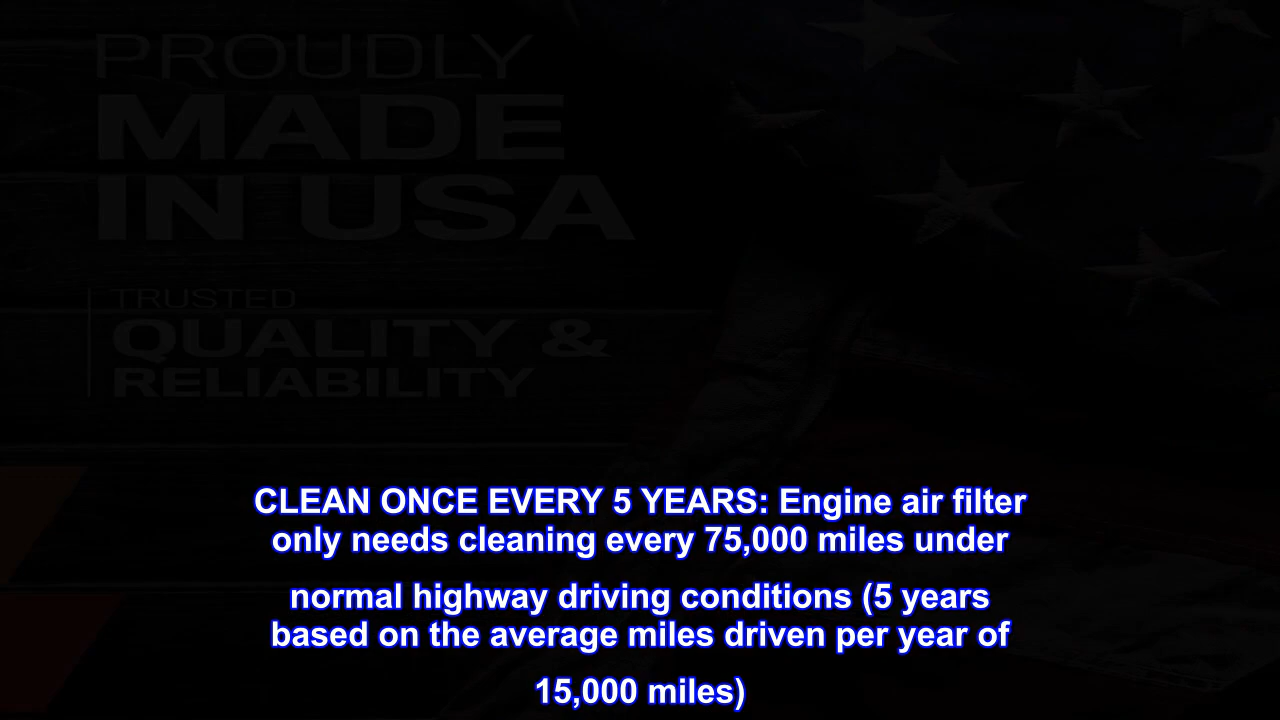 PROUDLY
MADE
IN USA
TRUSTED
QUALITY &
RELIABILITY
CLEAN ONCE EVERY 5 YEARS: Engine air filter
only needs cleaning every 75,000 miles under
normal highway driving conditions (5 years
based on the average miles driven per year of
15,000 miles)